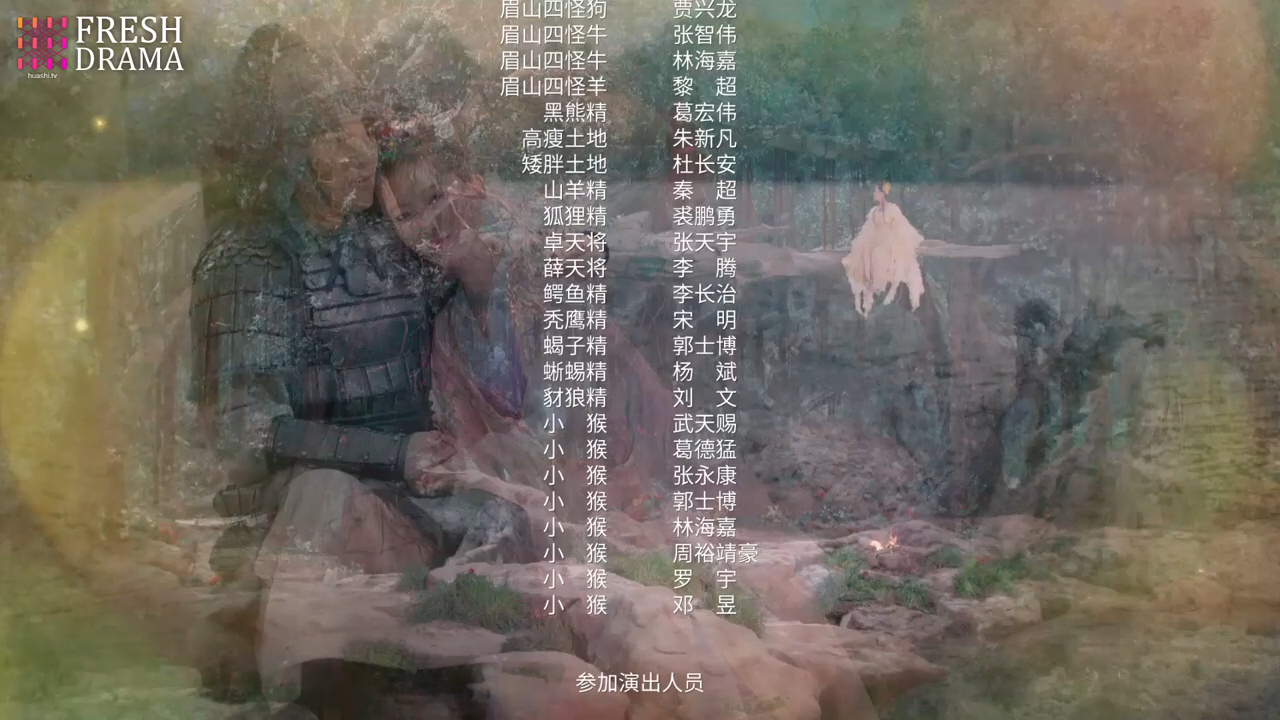 FRESH
DRAMA
huashi.tv
眉山四怪狗 贾兴龙
眉山四怪牛 张智伟
眉山四怪牛 林海嘉
眉山四怪羊 黎 超
黑熊精 葛宏伟
高瘦土地 朱新凡
矮胖土地 杜长安
山羊精 秦 超
狐狸精 裘鹏勇
卓天将 张天宇
薛天将 李 腾
鳄鱼精 李长治
秃鹰精 宋 明
蝎子精 郭士博
蜥蜴精 杨 斌
豺狼精 刘 文
小 猴 武天赐
小 猴 葛德猛
小 猴 张永康
小 猴 郭士博
小 猴 林海嘉
小 猴 周裕靖豪
小 猴 罗 宇
小 猴 邓 昱
参加演出人员